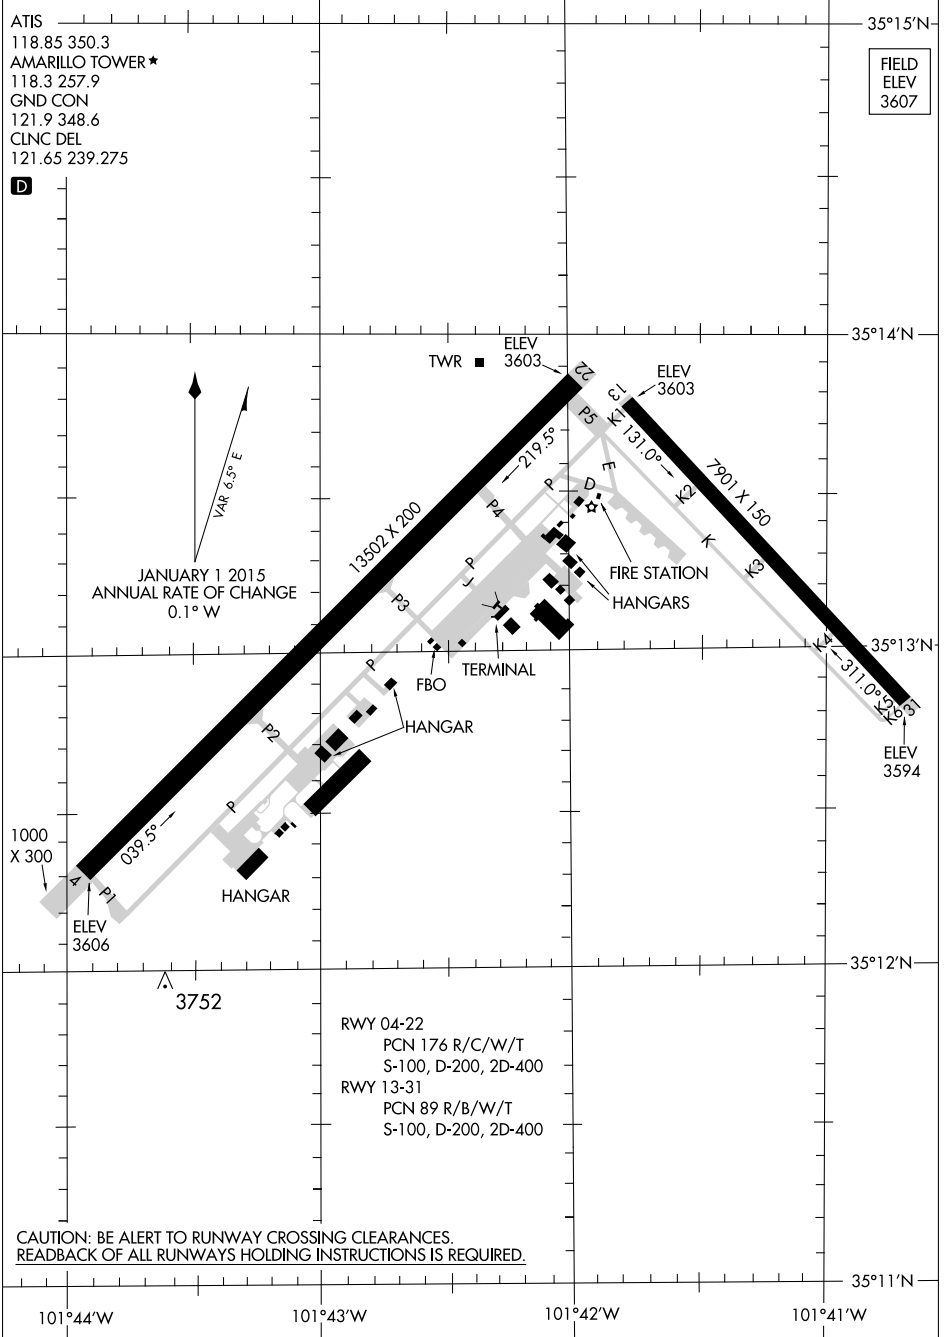 ATIS
118.85 350.3
AMARILLO TOWER★
118.3 257.9
GND CON
121.9 348.6
CLNC DEL
121.65 239.275
D
35°15'N
FIELD
ELEV
3607
35°14'N
TWR
ELEV
3603
22
ELEV
3603
13
P5
K1
131.0°
219.5°
VAR 6.5° E
E
P
D
7901 X 150
K2
P4
13502 X 200
K
JANUARY 1 2015
ANNUAL RATE OF CHANGE
0.1° W
P
J
FIRE STATION
K3
P3
HANGARS
K4
35°13'N
P
TERMINAL
FBO
311.0°
K5
K6
31
HANGAR
P2
ELEV
3594
P
039.5°
1000
X 300
4
P1
HANGAR
ELEV
3606
35°12'N
3752
RWY 04-22
PCN 176 R/C/W/T
S-100, D-200, 2D-400
RWY 13-31
PCN 89 R/B/W/T
S-100, D-200, 2D-400
CAUTION: BE ALERT TO RUNWAY CROSSING CLEARANCES.
READBACK OF ALL RUNWAYS HOLDING INSTRUCTIONS IS REQUIRED.
35°11'N
101°44'W
101°43'W
101°42'W
101°41'W